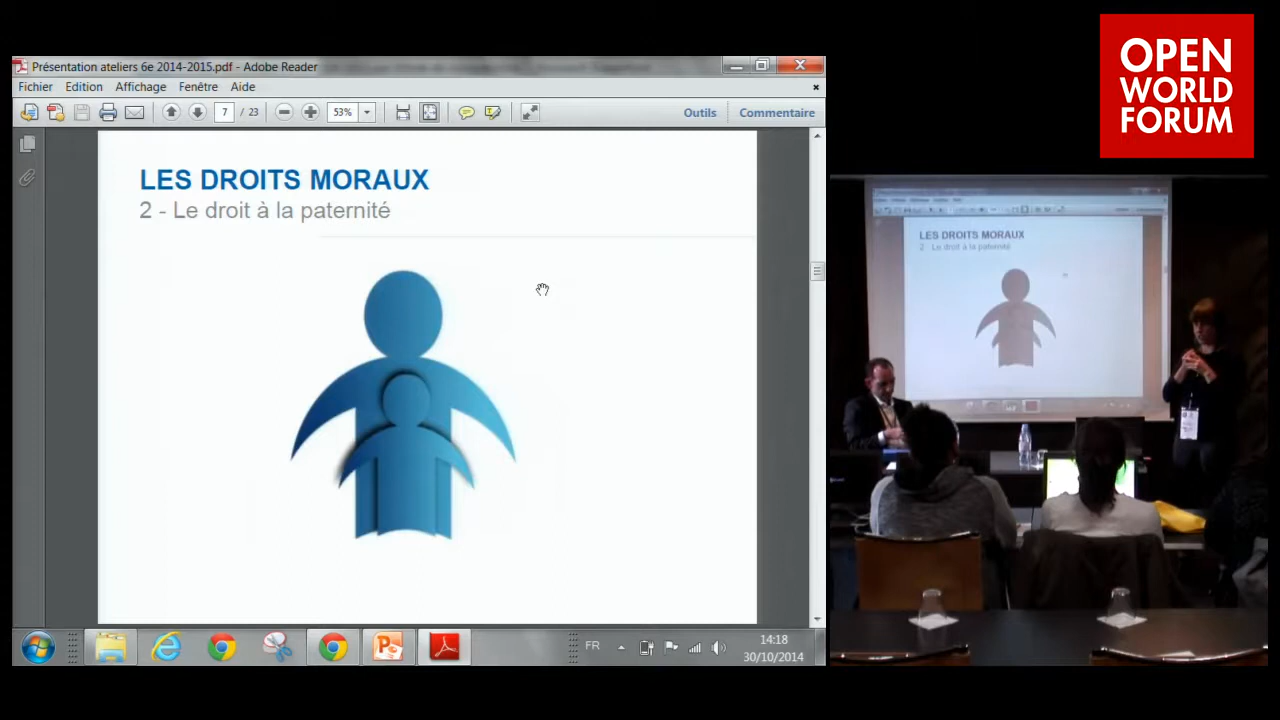 Présentation ateliers 6e 2014-2015.pdf - Adobe Reader
Fichier Edition Affichage Fenêtre Aide
7 / 23 53% Outils Commentaire
LES DROITS MORAUX
2 - Le droit à la paternité
FR
14:18
30/10/2014
OPEN
WORLD
FORUM
LES DROITS MORAUX
2 - Le droit à la paternité